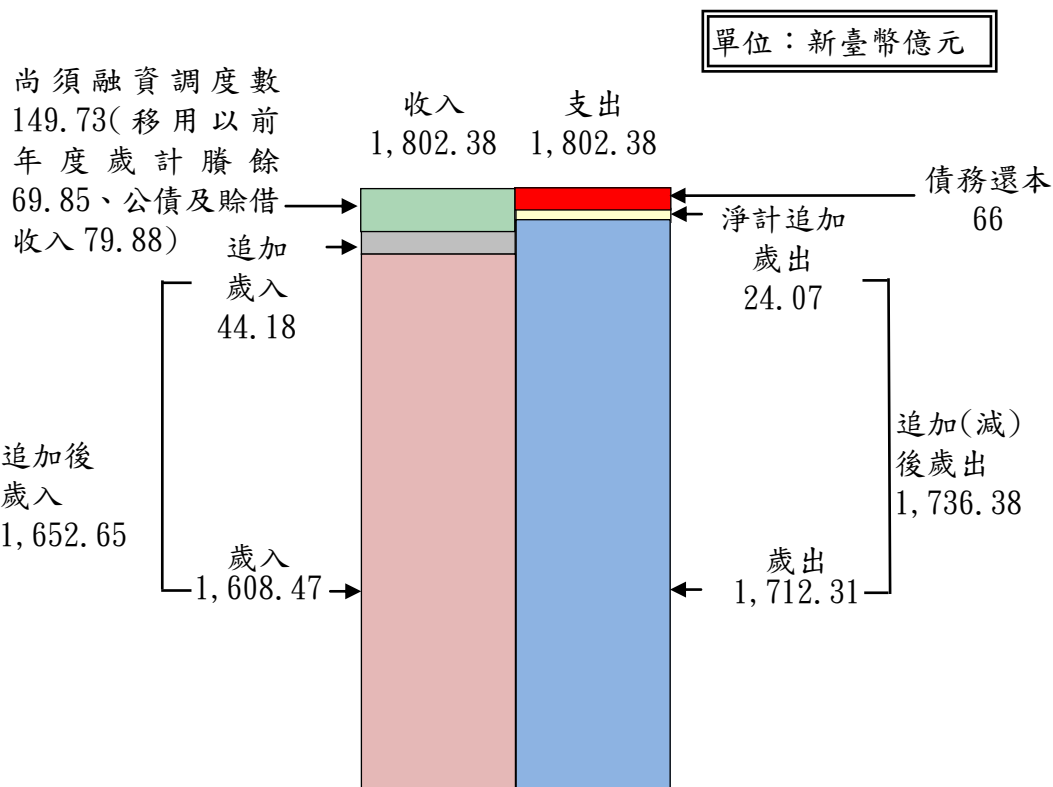 單位：新臺幣億元
尚須融資調度數
149.73(移用以前
年度歲計賸餘
69.85、公債及賒借
收入79.88)
收入
1,802.38
支出
1,802.38
債務還本
66
追加
歲入
44.18
淨計追加
歲出
24.07
追加後
歲入
1,652.65
追加(減)
後歲出
1,736.38
歲入
1,608.47
歲出
1,712.31